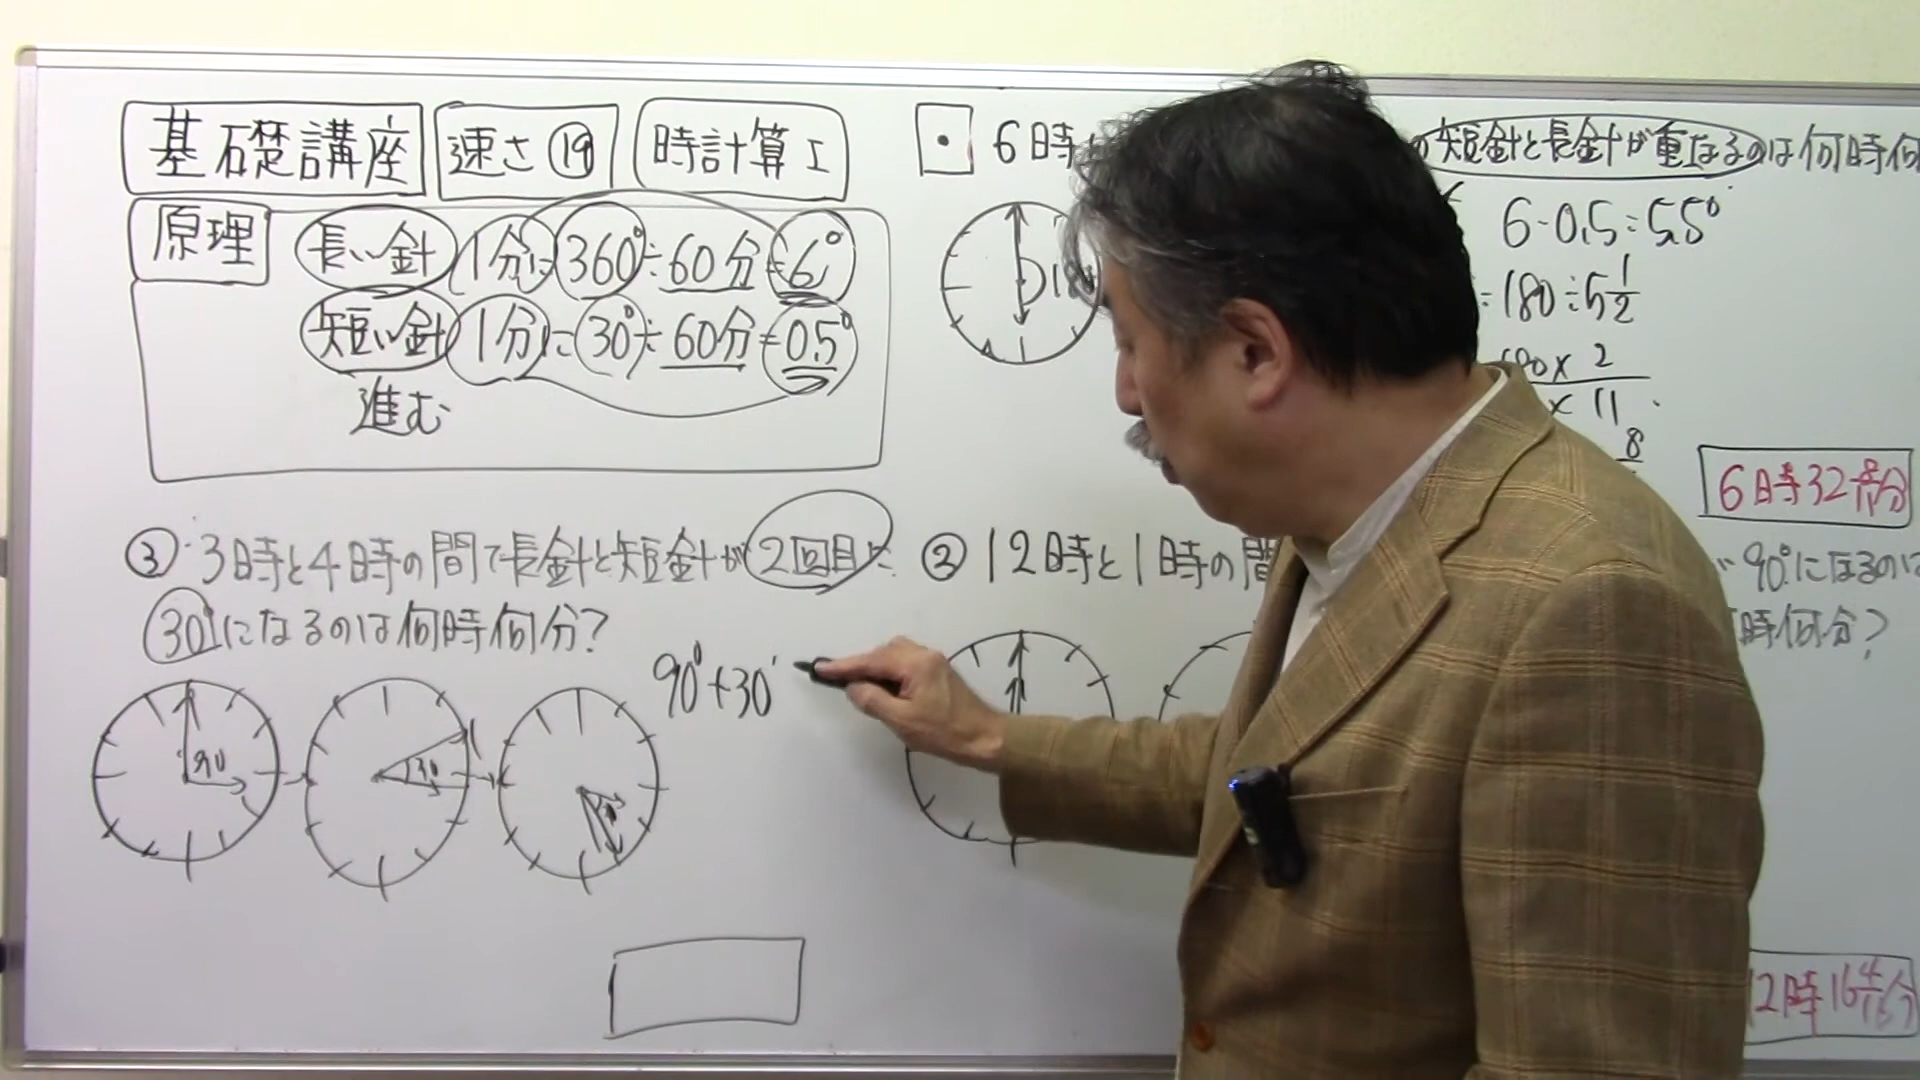 基礎講座 速さ⑲ 時計算I
原理 長い針 1分に 360°÷60分=6°
短い針 1分に 30°÷60分=0.5°
進む
・ 6時
の短針と長針が重なるのは何時何
180
6-0.5=5.5°
=180÷5 1/2
180×2
×11
8
6時32 8/11分
③ 3時と4時の間で長針と短針が2回目に
30°になるのは何時何分?
90
30
90°+30°
② 12時と1時の間
90°になるのは
時何分?
12時16 4/11分